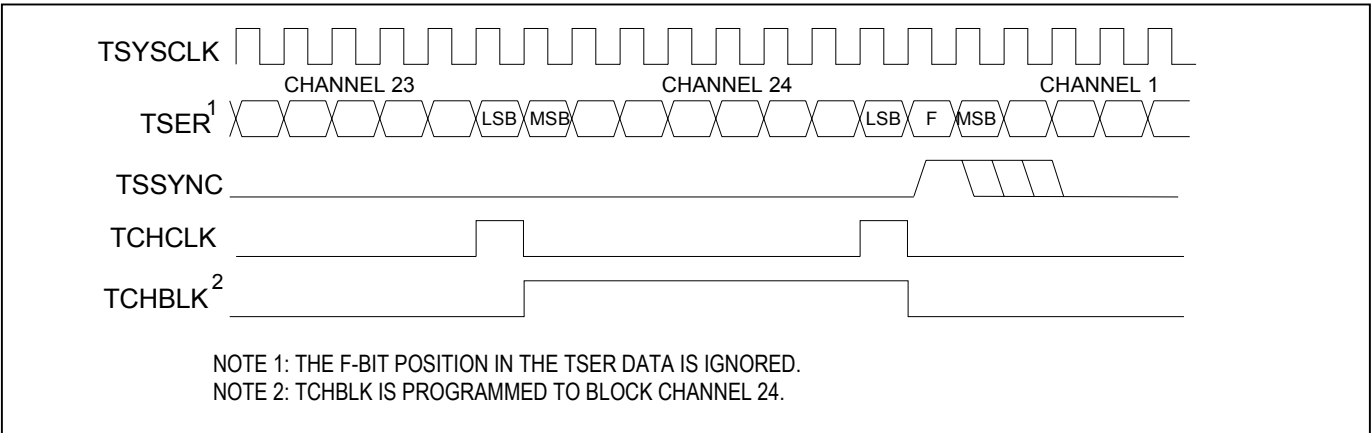 TSYSCLK
CHANNEL 23 CHANNEL 24 CHANNEL 1
TSER1 LSB MSB LSB F MSB
TSSYNC
TCHCLK
TCHBLK2
NOTE 1: THE F-BIT POSITION IN THE TSER DATA IS IGNORED.
NOTE 2: TCHBLK IS PROGRAMMED TO BLOCK CHANNEL 24.